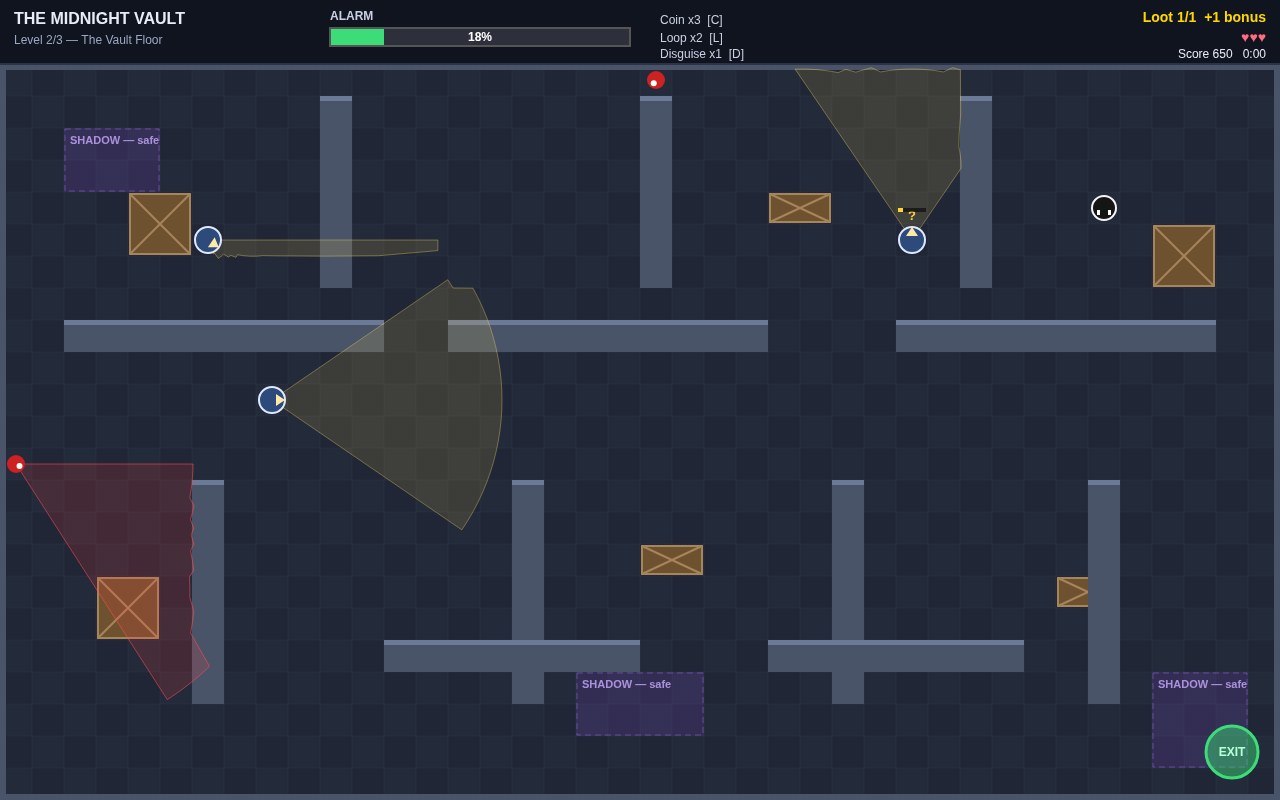 THE MIDNIGHT VAULT
Level 2/3 — The Vault Floor
ALARM
18%
Coin x3 [C]
Loop x2 [L]
Disguise x1 [D]
Loot 1/1 +1 bonus
♥♥♥
Score 650 0:00
SHADOW — safe
?
SHADOW — safe
SHADOW — safe
EXIT